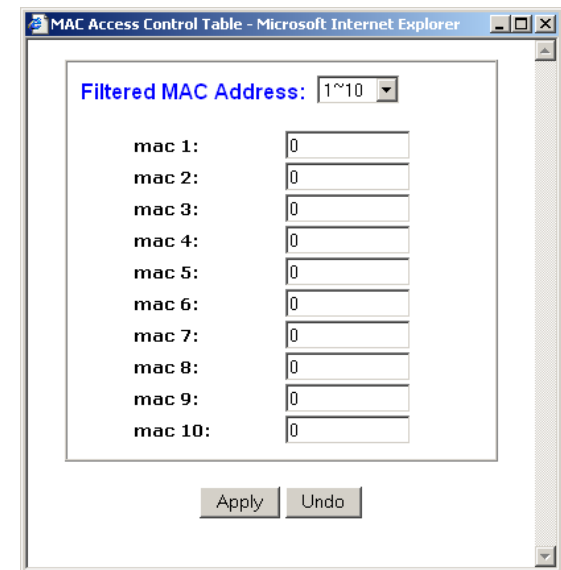 MAC Access Control Table - Microsoft Internet Explorer
Filtered MAC Address: 1~10
mac 1: 0
mac 2: 0
mac 3: 0
mac 4: 0
mac 5: 0
mac 6: 0
mac 7: 0
mac 8: 0
mac 9: 0
mac 10: 0
Apply Undo